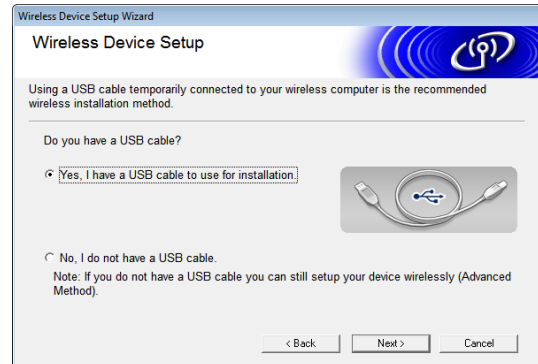 Wireless Device Setup Wizard
Wireless Device Setup
Using a USB cable temporarily connected to your wireless computer is the recommended
wireless installation method.
Do you have a USB cable?
Yes, I have a USB cable to use for installation.
No, I do not have a USB cable.
Note: If you do not have a USB cable you can still setup your device wirelessly (Advanced
Method).
< Back
Next >
Cancel